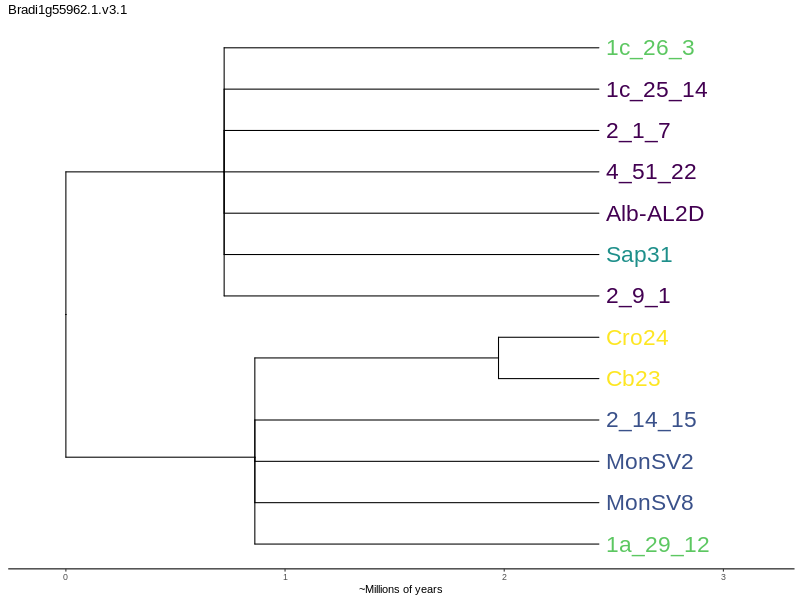 Bradi1g55962.1.v3.1
1c_26_3
1c_25_14
2_1_7
4_51_22
Alb-AL2D
Sap31
2_9_1
Cro24
Cb23
2_14_15
MonSV2
MonSV8
1a_29_12
0 1 2 3
~Millions of years